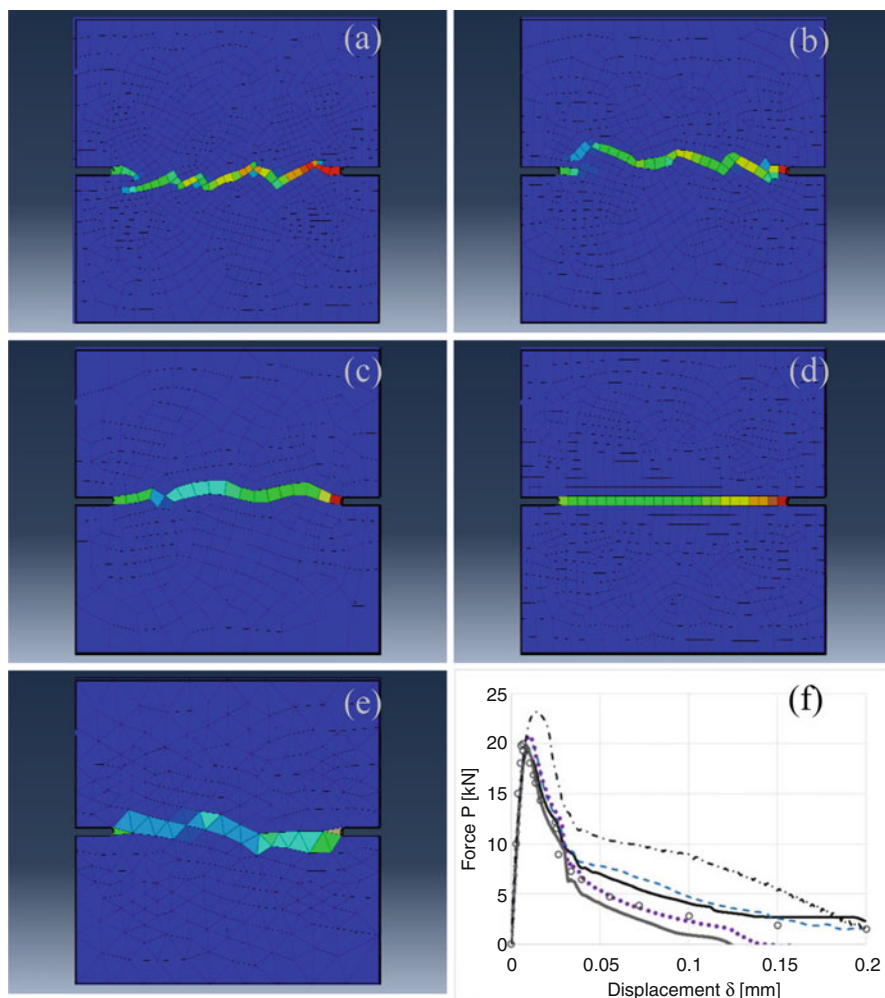 (a)
(b)
(c)
(d)
(e)
(f)
25
20
15
10
5
0
Force P [kN]
0
0.05
0.1
0.15
0.2
Displacement δ [mm]